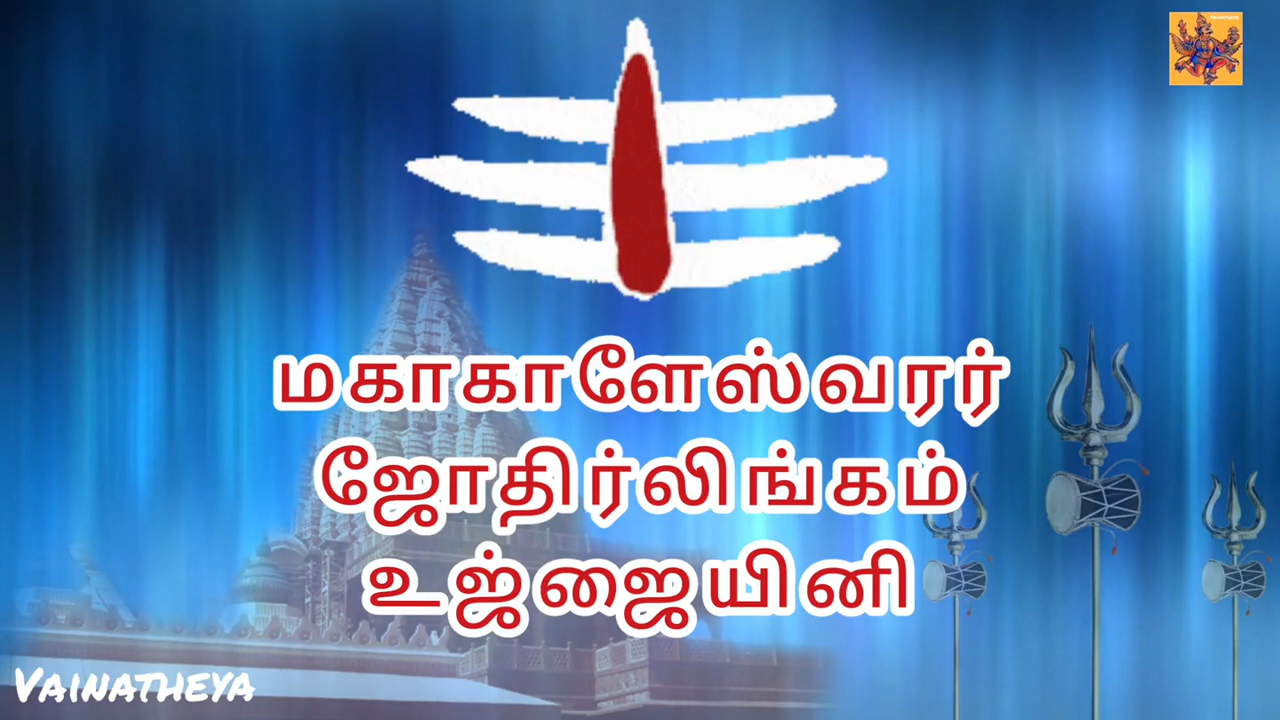 மகாகாளேஸ்வரர்
ஜோதிர்லிங்கம்
உஜ்ஜையினி
Vainatheya